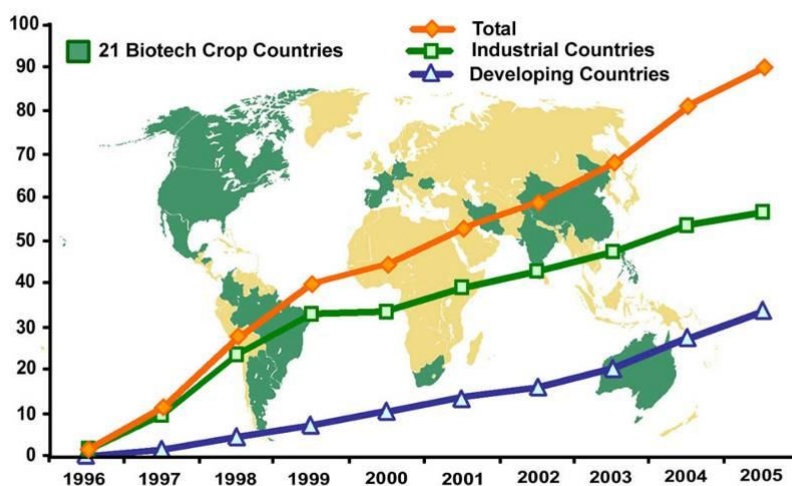 100
90
80
70
60
50
40
30
20
10
0
21 Biotech Crop Countries
Total
Industrial Countries
Developing Countries
1996 1997 1998 1999 2000 2001 2002 2003 2004 2005